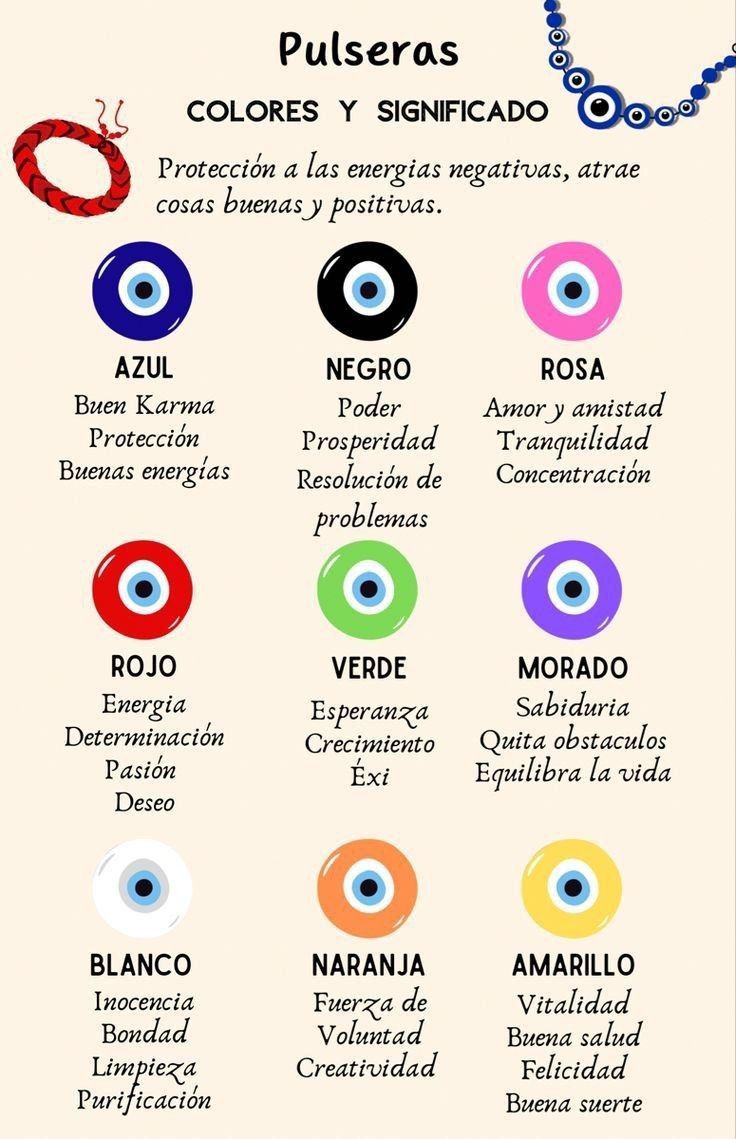 Pulseras
COLORES Y SIGNIFICADO
Protección a las energias negativas, atrae
cosas buenas y positivas.
AZUL
Buen Karma
Protección
Buenas energías
NEGRO
Poder
Prosperidad
Resolución de
problemas
ROSA
Amor y amistad
Tranquilidad
Concentración
ROJO
Energia
Determinación
Pasión
Deseo
VERDE
Esperanza
Crecimiento
Éxi
MORADO
Sabiduria
Quita obstaculos
Equilibra la vida
BLANCO
Inocencia
Bondad
Limpieza
Purificación
NARANJA
Fuerza de
Voluntad
Creatividad
AMARILLO
Vitalidad
Buena salud
Felicidad
Buena suerte